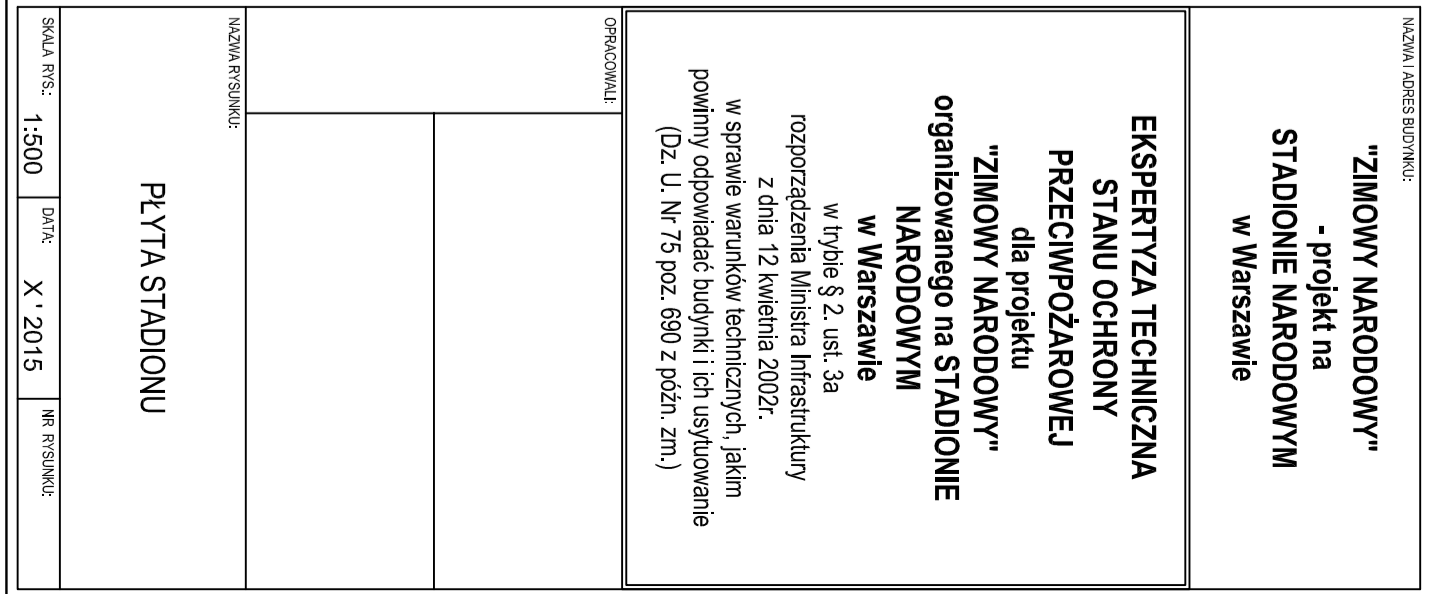 NAZWA I ADRES BUDYNKU:
"ZIMOWY NARODOWY"
- projekt na
STADIONIE NARODOWYM
w Warszawie
EKSPERTYZA TECHNICZNA
STANU OCHRONY
PRZECIWPOŻAROWEJ
dla projektu
"ZIMOWY NARODOWY"
organizowanego na STADIONIE
NARODOWYM
w Warszawie
w trybie § 2. ust. 3a
rozporządzenia Ministra Infrastruktury
z dnia 12 kwietnia 2002r.
w sprawie warunków technicznych, jakim
powinny odpowiadać budynki i ich usytuowanie
(Dz. U. Nr 75 poz. 690 z późn. zm.)
OPRACOWALI:
NAZWA RYSUNKU:
PŁYTA STADIONU
SKALA RYS.: 1:500 DATA: X ' 2015 NR RYSUNKU: